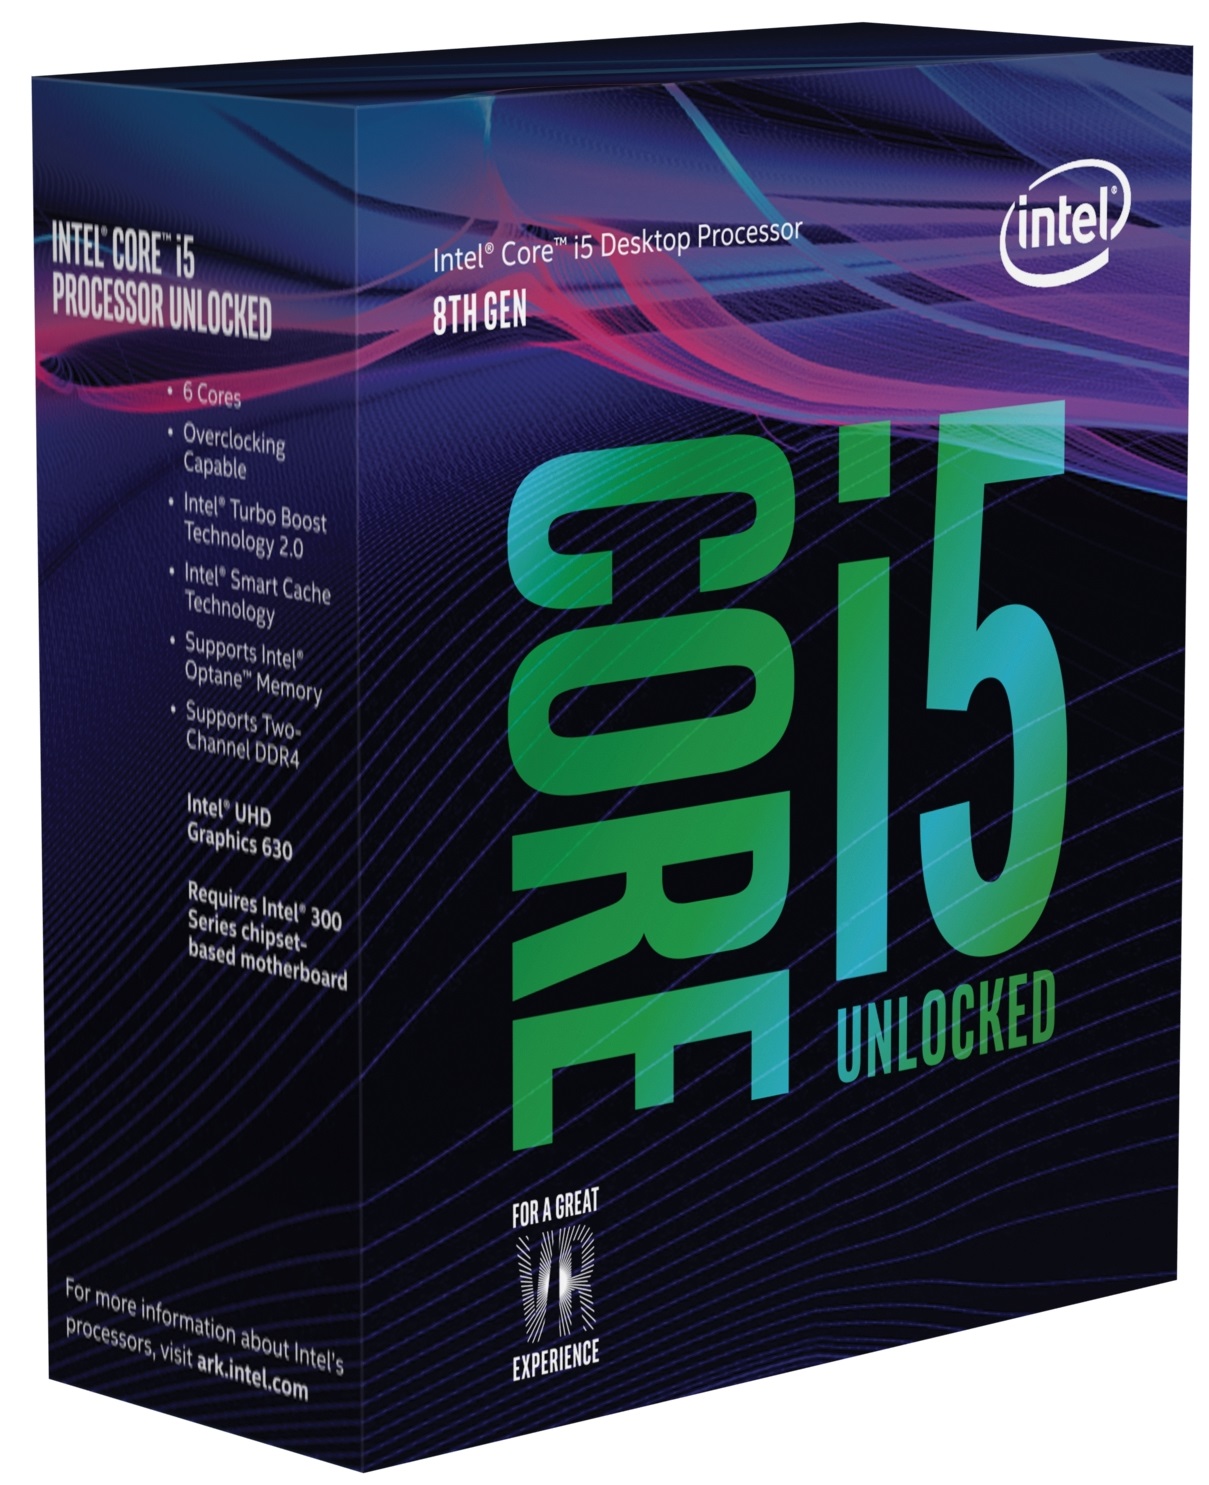 INTEL® CORE™ i5
PROCESSOR UNLOCKED
• 6 Cores
• Overclocking
Capable
• Intel® Turbo Boost
Technology 2.0
• Intel® Smart Cache
Technology
• Supports Intel®
Optane™ Memory
• Supports Two-
Channel DDR4
Intel® UHD
Graphics 630
Requires Intel® 300
Series chipset-
based motherboard
For more information about Intel's
processors, visit ark.intel.com
Intel® Core™ i5 Desktop Processor
8TH GEN
intel®
CORE
i5
UNLOCKED
FOR A GREAT
VR
EXPERIENCE